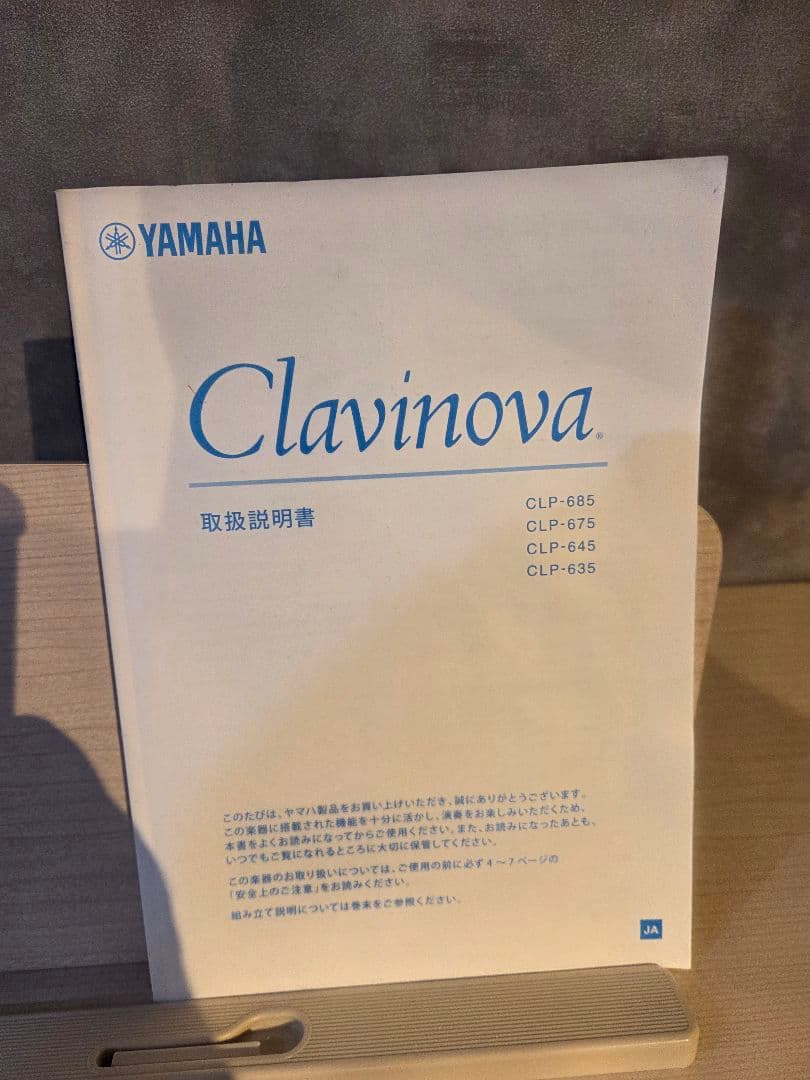 YAMAHA
Clavinova®
取扱説明書
CLP-685
CLP-675
CLP-645
CLP-635
このたびは、ヤマハ製品をお買い上げいただき、誠にありがとうございます。
この楽器に搭載された機能を十分に活かし、演奏をお楽しみいただくため、
本書をよくお読みになってからご使用ください。また、お読みになったあとも、
いつでもご覧になれるところに大切に保管してください。
この楽器のお取り扱いについては、ご使用の前に必ず4～7ページの
「安全上のご注意」をお読みください。
組み立て説明については巻末をご参照ください。
JA